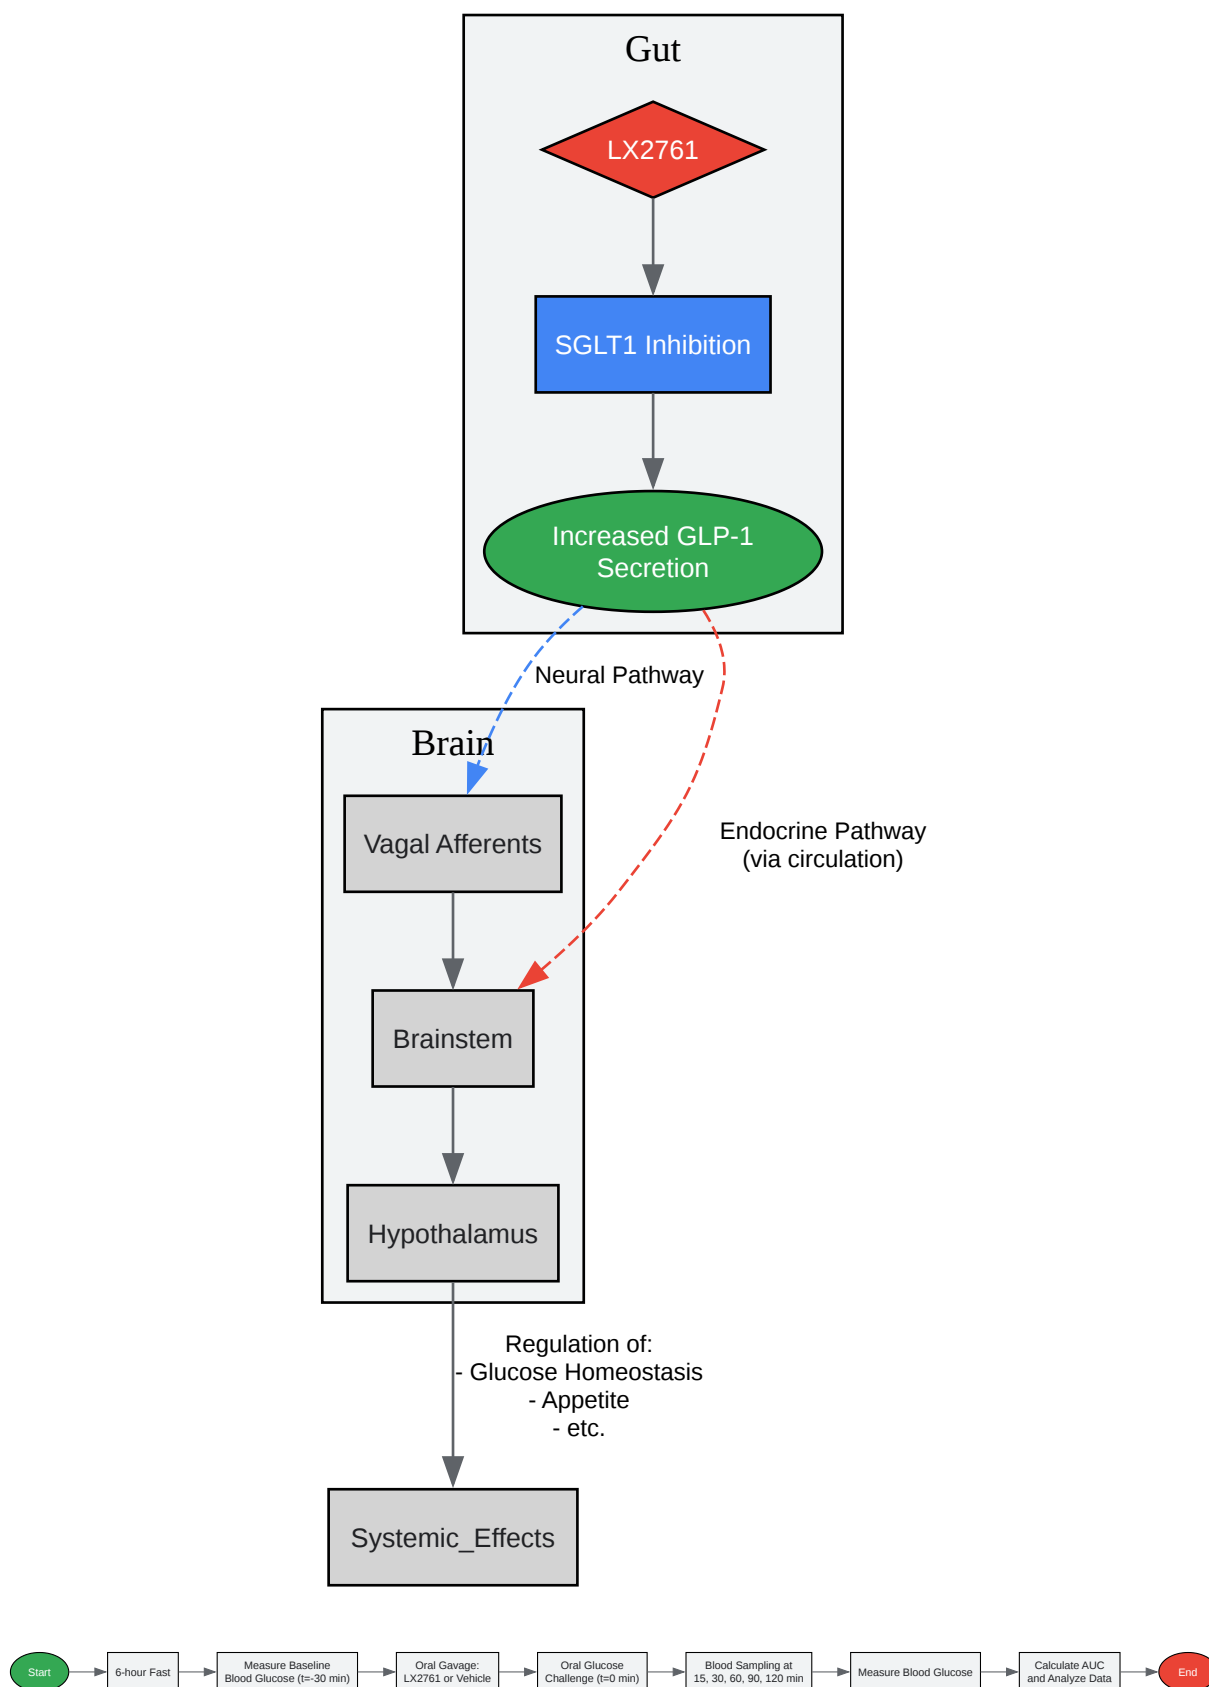 Gut
LX2761
SGLT1 Inhibition
Increased GLP-1
Secretion
Neural Pathway
Brain
Endocrine Pathway
(via circulation)
Vagal Afferents
Brainstem
Hypothalamus
Regulation of:
- Glucose Homeostasis
- Appetite
- etc.
Systemic_Effects
Start
6-hour Fast
Measure Baseline
Blood Glucose (t=-30 min)
Oral Gavage:
LX2761 or Vehicle
Oral Glucose
Challenge (t=0 min)
Blood Sampling at
15, 30, 60, 90, 120 min
Measure Blood Glucose
Calculate AUC
and Analyze Data
End